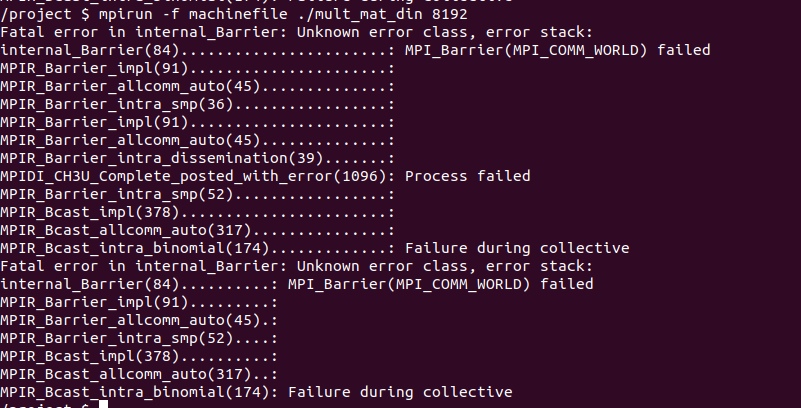 /project $ mpirun -f machinefile ./mult_mat_din 8192
Fatal error in internal_Barrier: Unknown error class, error stack:
internal_Barrier(84).......................: MPI_Barrier(MPI_COMM_WORLD) failed
MPIR_Barrier_impl(91)......................:
MPIR_Barrier_allcomm_auto(45)..............:
MPIR_Barrier_intra_smp(36).................:
MPIR_Barrier_impl(91)......................:
MPIR_Barrier_allcomm_auto(45)..............:
MPIR_Barrier_intra_dissemination(39).......:
MPIDI_CH3U_Complete_posted_with_error(1096): Process failed
MPIR_Barrier_intra_smp(52).................:
MPIR_Bcast_impl(378).......................:
MPIR_Bcast_allcomm_auto(317)...............:
MPIR_Bcast_intra_binomial(174).............: Failure during collective
Fatal error in internal_Barrier: Unknown error class, error stack:
internal_Barrier(84)..........: MPI_Barrier(MPI_COMM_WORLD) failed
MPIR_Barrier_impl(91).........:
MPIR_Barrier_allcomm_auto(45).:
MPIR_Barrier_intra_smp(52)....:
MPIR_Bcast_impl(378)..........:
MPIR_Bcast_allcomm_auto(317)..:
MPIR_Bcast_intra_binomial(174): Failure during collective
/project $